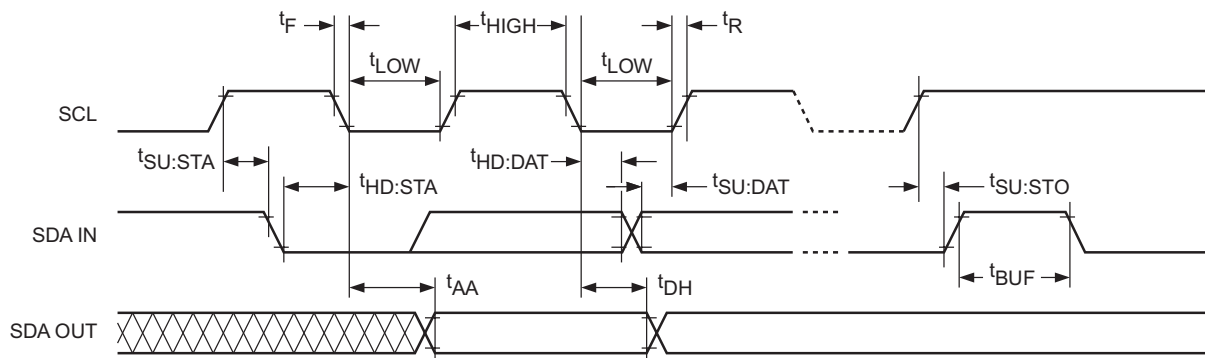 tF
tHIGH
tR
tLOW
tLOW
SCL
tSU:STA
tHD:STA
tHD:DAT
tSU:DAT
tSU:STO
SDA IN
tAA
tDH
tBUF
SDA OUT